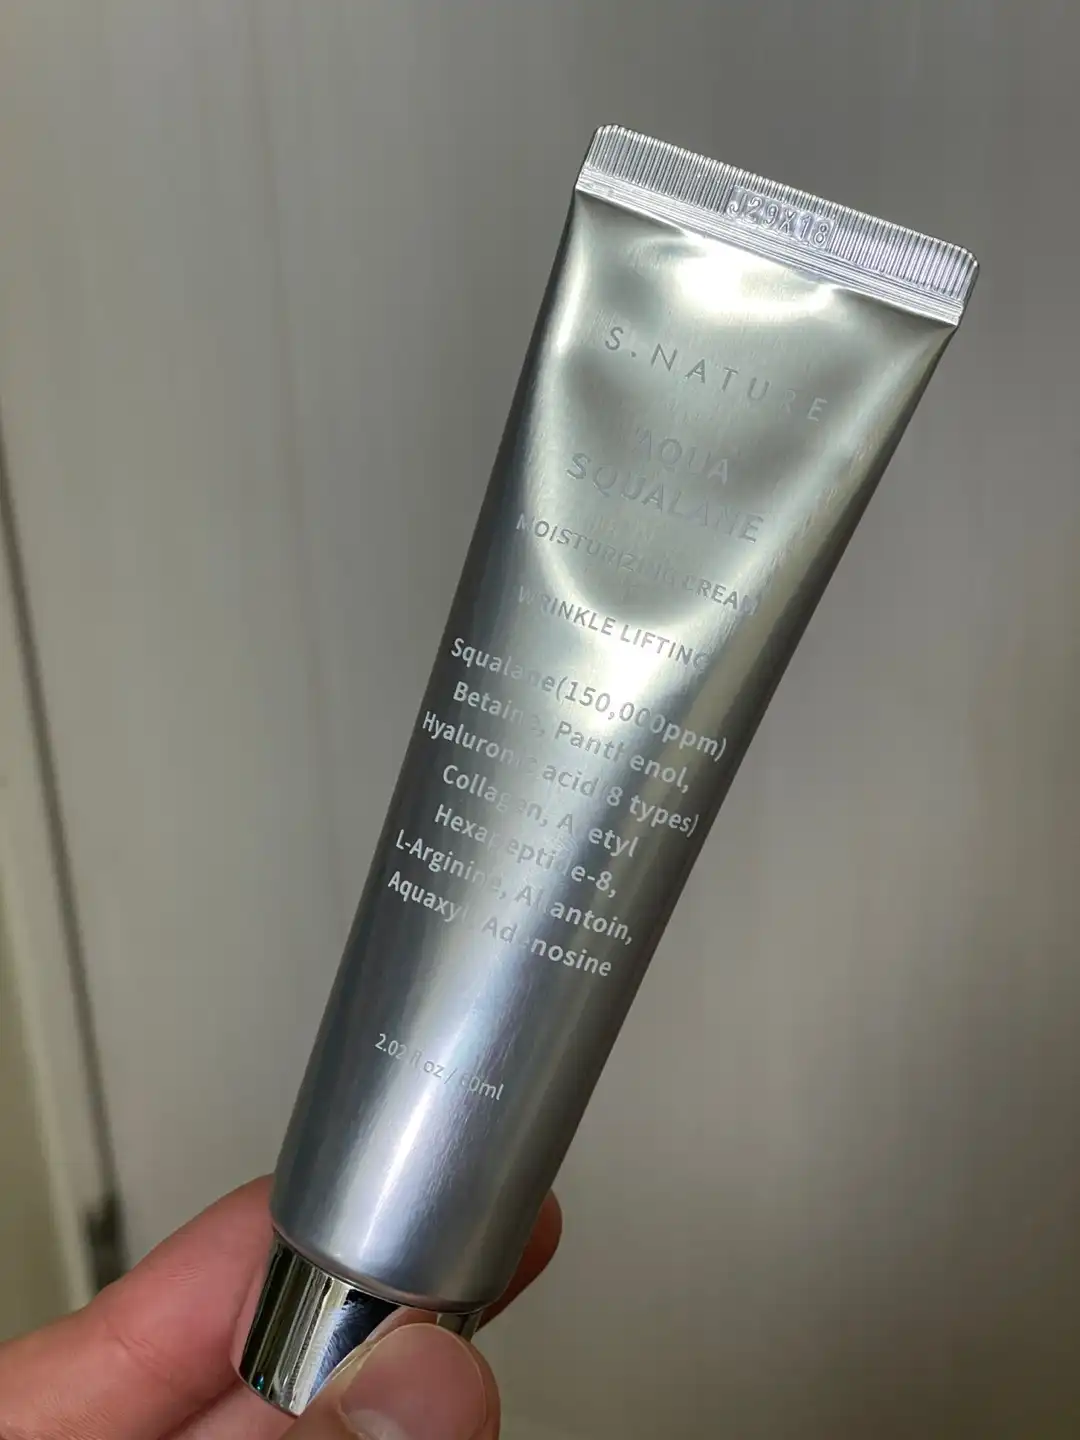 J29X18
S.NATURE
AQUA
SQUALANE
MOISTURIZING CREAM
WRINKLE LIFTING
Squalane(150,000ppm)
Betaine, Panthenol,
Hyaluronic acid(8 types)
Collagen, Acetyl
Hexapeptide-8,
L-Arginine, Allantoin,
Aquaxyl, Adenosine
2.02 fl oz / 60ml